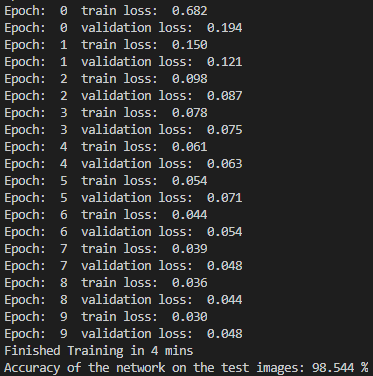 Epoch:  0  train loss:  0.682
Epoch:  0  validation loss:  0.194
Epoch:  1  train loss:  0.150
Epoch:  1  validation loss:  0.121
Epoch:  2  train loss:  0.098
Epoch:  2  validation loss:  0.087
Epoch:  3  train loss:  0.078
Epoch:  3  validation loss:  0.075
Epoch:  4  train loss:  0.061
Epoch:  4  validation loss:  0.063
Epoch:  5  train loss:  0.054
Epoch:  5  validation loss:  0.071
Epoch:  6  train loss:  0.044
Epoch:  6  validation loss:  0.054
Epoch:  7  train loss:  0.039
Epoch:  7  validation loss:  0.048
Epoch:  8  train loss:  0.036
Epoch:  8  validation loss:  0.044
Epoch:  9  train loss:  0.030
Epoch:  9  validation loss:  0.048
Finished Training in 4 mins
Accuracy of the network on the test images: 98.544 %